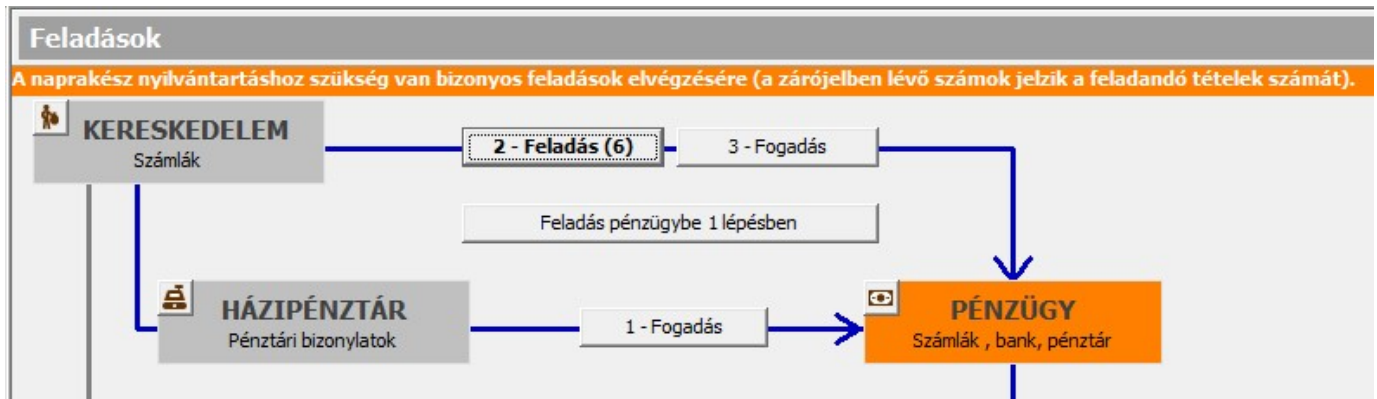 Feladások
A naprakész nyilvántartáshoz szükség van bizonyos feladások elvégzésére (a zárójelben lévő számok jelzik a feladandó tételek számát).
KERESKEDELEM
Számlák
2 - Feladás (6)
3 - Fogadás
Feladás pénzügybe 1 lépésben
HÁZIPÉNZTÁR
Pénztári bizonylatok
1 - Fogadás
PÉNZÜGY
Számlák , bank, pénztár